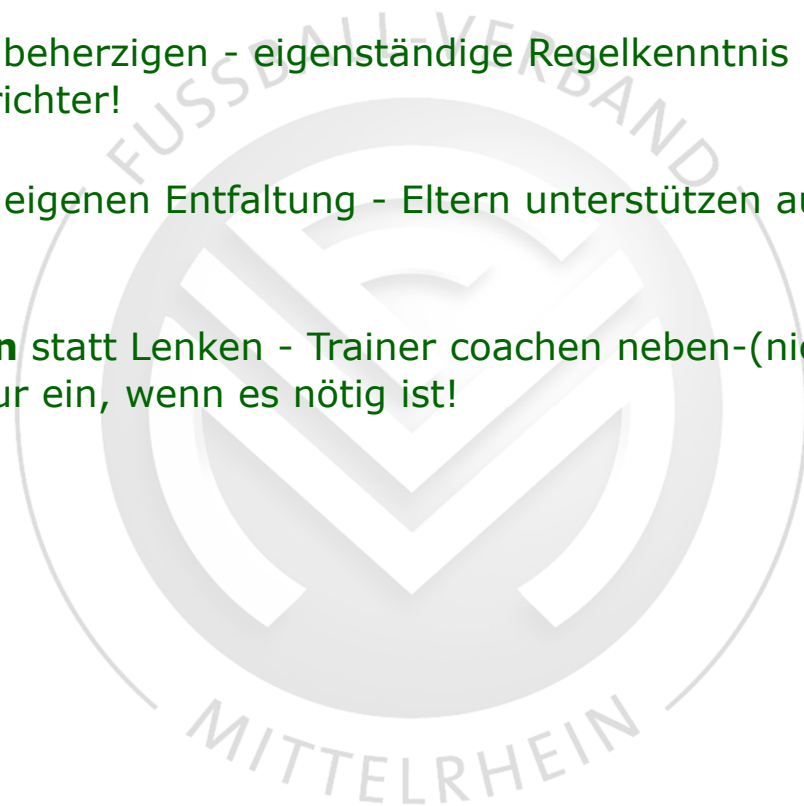 FUSSBALL-VERBAND
beherzigen - eigenständige Regelkenntnis
richter!
eigenen Entfaltung - Eltern unterstützen au
n statt Lenken - Trainer coachen neben-(nic
ur ein, wenn es nötig ist!
MITTELRHEIN